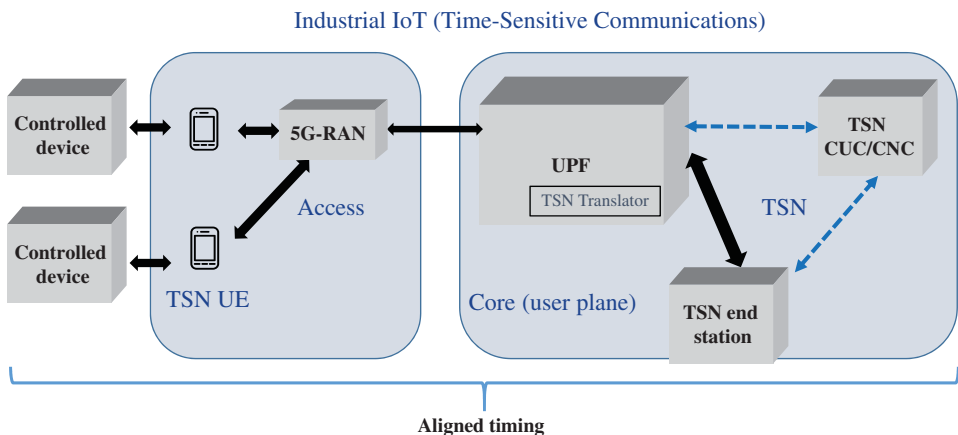 Industrial IoT (Time-Sensitive Communications)
Controlled
device
5G-RAN
Access
Controlled
device
TSN UE
UPF
TSN Translator
TSN
CUC/CNC
TSN
Core (user plane)
TSN end
station
Aligned timing